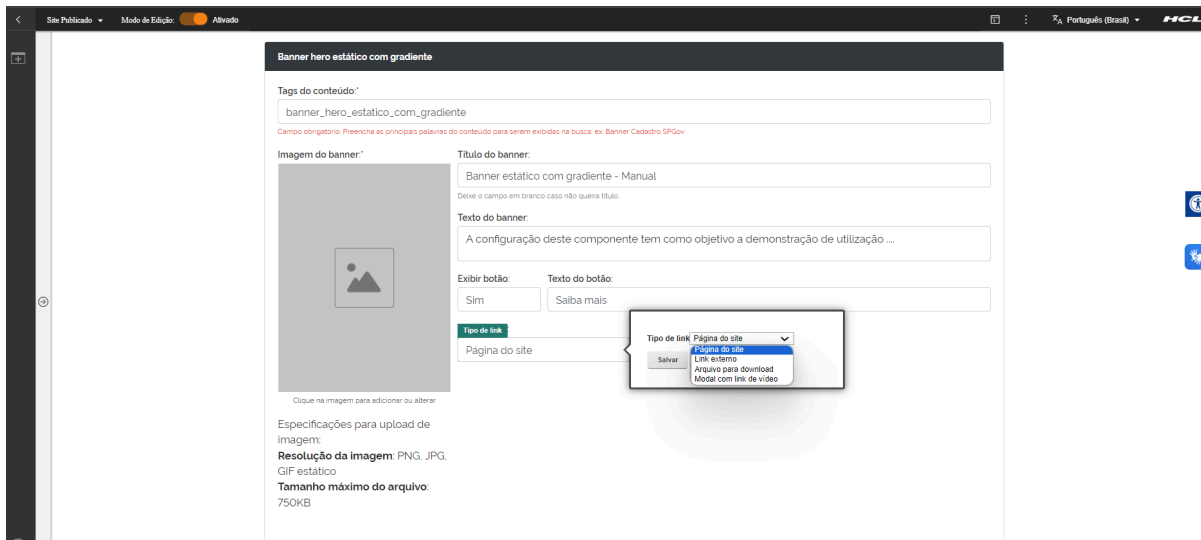 Site Publicado
Modo de Edição:
Ativado
Português (Brasil)
HCL
Banner hero estático com gradiente
Tags do conteúdo:*
banner_hero_estatico_com_gradiente
Campo obrigatório. Preencha as principais palavras do conteúdo para serem exibidas na busca. ex: Banner Cadastro SPGov
Imagem do banner:*
Título do banner:
Banner estático com gradiente - Manual
Deixe o campo em branco caso não queira título.
Texto do banner:
A configuração deste componente tem como objetivo a demonstração de utilização ....
Exibir botão:
Texto do botão:
Sim
Saiba mais
Tipo de link
Página do site
Tipo de link
Página do site
Página do site
Link externo
Arquivo para download
Modal com link de vídeo
Salvar
Clique na imagem para adicionar ou alterar
Especificações para upload de
imagem:
Resolução da imagem: PNG, JPG,
GIF estático
Tamanho máximo do arquivo:
750KB